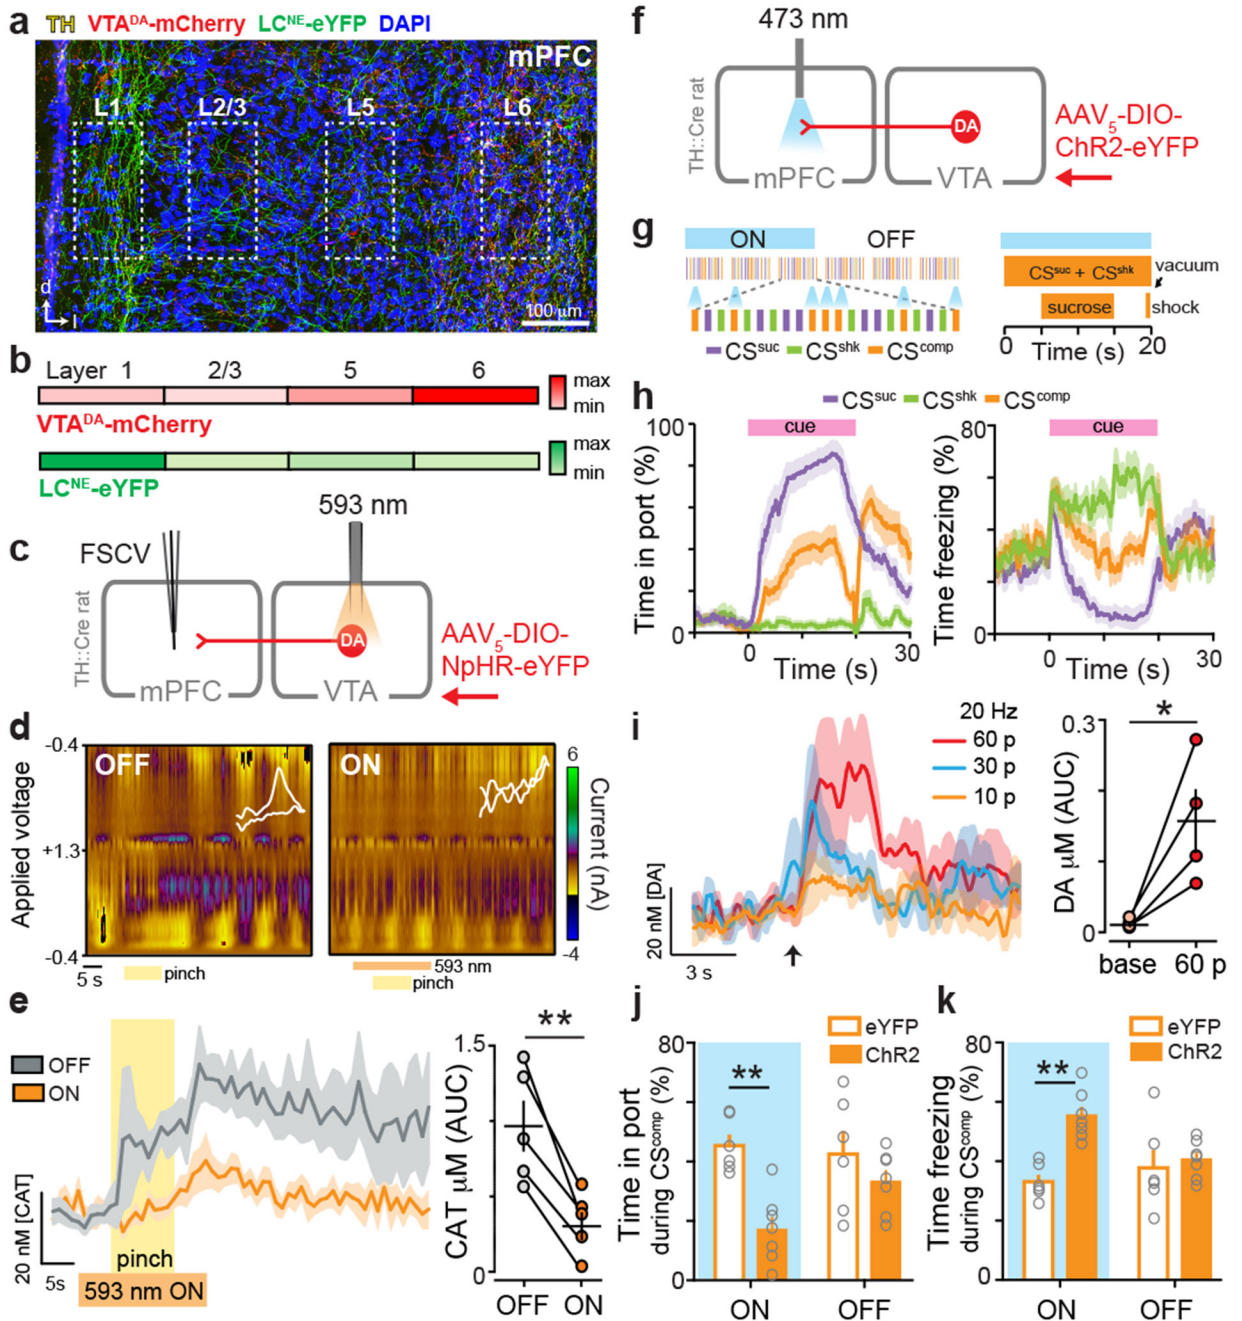 a TH VTA^DA-mCherry LC^NE-eYFP DAPI
mPFC
L1 L2/3 L5 L6
d
l
100 µm
b
Layer 1 2/3 5 6
max
min
VTA^DA-mCherry
max
min
LC^NE-eYFP
c
593 nm
FSCV
TH::Cre rat
DA
mPFC
VTA
AAV5-DIO-
NpHR-eYFP
d
-0.4
+1.3
-0.4
Applied voltage
OFF
ON
6
-4
Current (nA)
5 s
pinch
593 nm
pinch
e
OFF
ON
20 nM [CAT]
5s
pinch
593 nm ON
**
1.5
0
CAT µM (AUC)
OFF ON
f
473 nm
TH::Cre rat
DA
mPFC
VTA
AAV5-DIO-
ChR2-eYFP
g
ON OFF
CS^suc CS^shk CS^comp
CS^suc + CS^shk
vacuum
sucrose
shock
0 20
Time (s)
h
CS^suc CS^shk CS^comp
100
0
Time in port (%)
cue
0 30
Time (s)
80
0
Time freezing (%)
cue
0 30
Time (s)
i
20 Hz
60 p
30 p
10 p
20 nM [DA]
3 s
*
0.3
0
DA µM (AUC)
base 60 p
j
eYFP
ChR2
80
0
Time in port
during CS^comp (%)
**
ON OFF
k
eYFP
ChR2
80
0
Time freezing
during CS^comp (%)
**
ON OFF